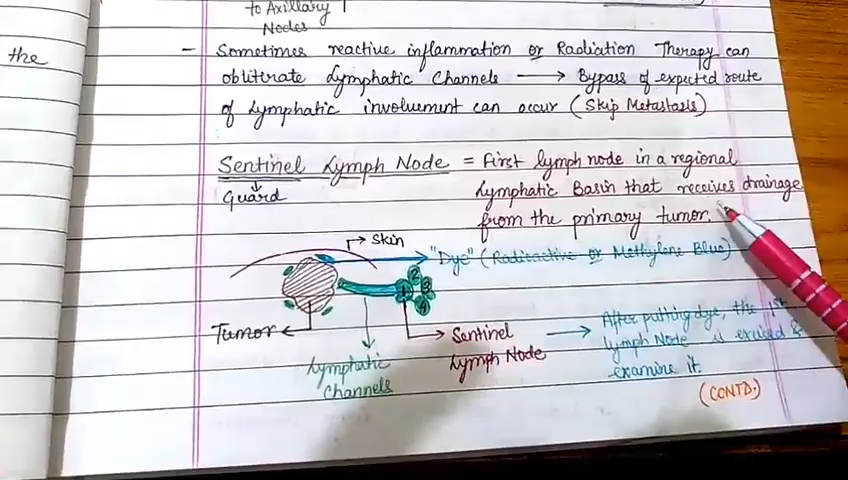 to Axillary
Nodes
the
- Sometimes reactive inflammation or Radiation Therapy can
obliterate Lymphatic Channels → Bypass of expected route
of Lymphatic involvement can occur (Skip Metastasis)
Sentinel Lymph Node = First lymph node in a regional
Guard
Lymphatic Basin that receives drainage
from the primary tumor.
→ Skin
"Dye" (Radioactive or Methylene Blue)
2
1 3
4
Tumor
Sentinel
Lymph Node
→ After putting dye, the 1st
lymph Node is excised &
examine it.
Lymphatic
Channels
(CONTD.)